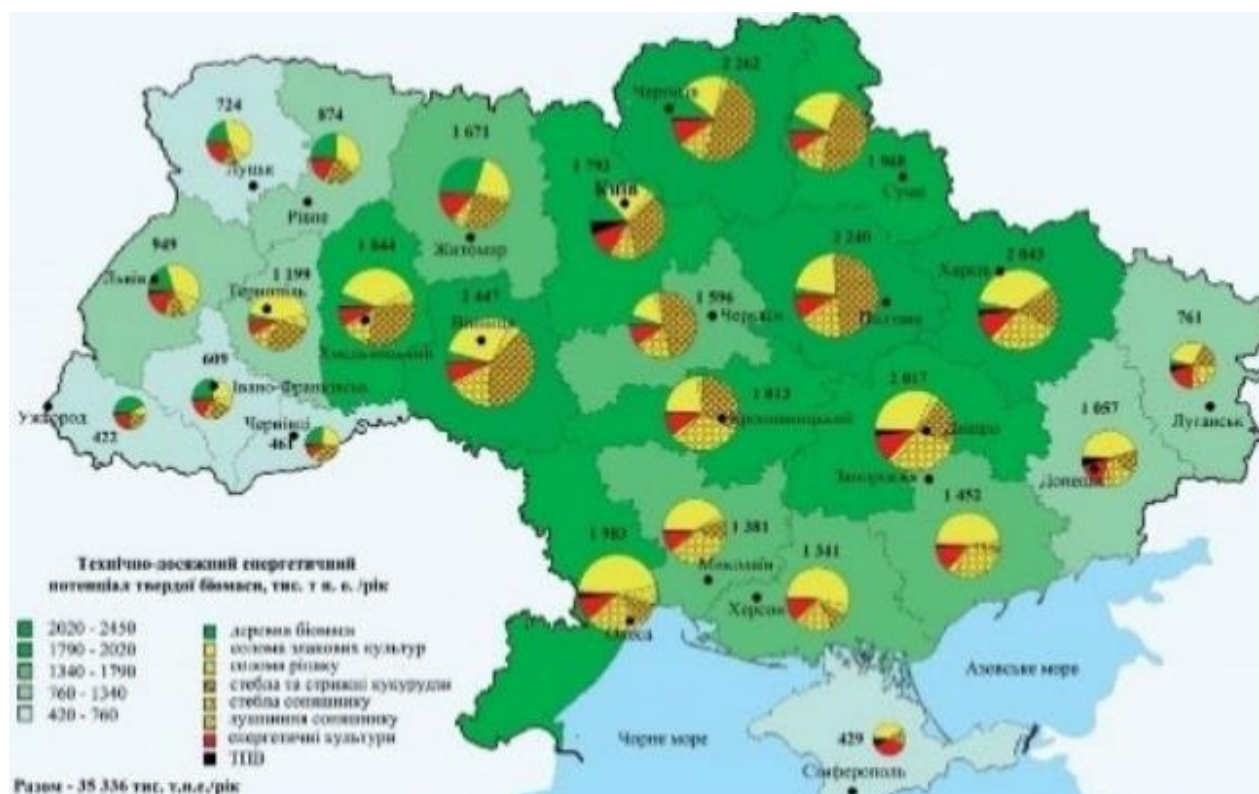 2 262
724
874
1 671
Чернігів
1 793
1 968
Суми
Київ
Луцьк
Рівне
Житомир
949
Львів
1 199
Тернопіль
1 844
Хмельницький
2 447
Вінниця
1 596
Черкаси
2 240
Полтава
2 043
Харків
761
Луганськ
609
Івано-Франківськ
Ужгород
422
Чернівці
461
1 813
Кропивницький
2 017
Дніпро
1 057
Донецьк
Запоріжжя
1 452
1 983
1 381
Миколаїв
1 341
Херсон
Одеса
Азовське море
Чорне море
429
Сімферополь
Технічно-досяжний енергетичний
потенціал твердої біомаси, тис. т н. е. /рік
2020 - 2450
1790 - 2020
1340 - 1790
760 - 1340
420 - 760
деревна біомаса
солома злакових культур
солома ріпаку
стебла та стрижні кукурудзи
стебла соняшнику
лушпиння соняшнику
енергетичні культури
ТПВ
Разом - 35 336 тис. т.н.е./рік